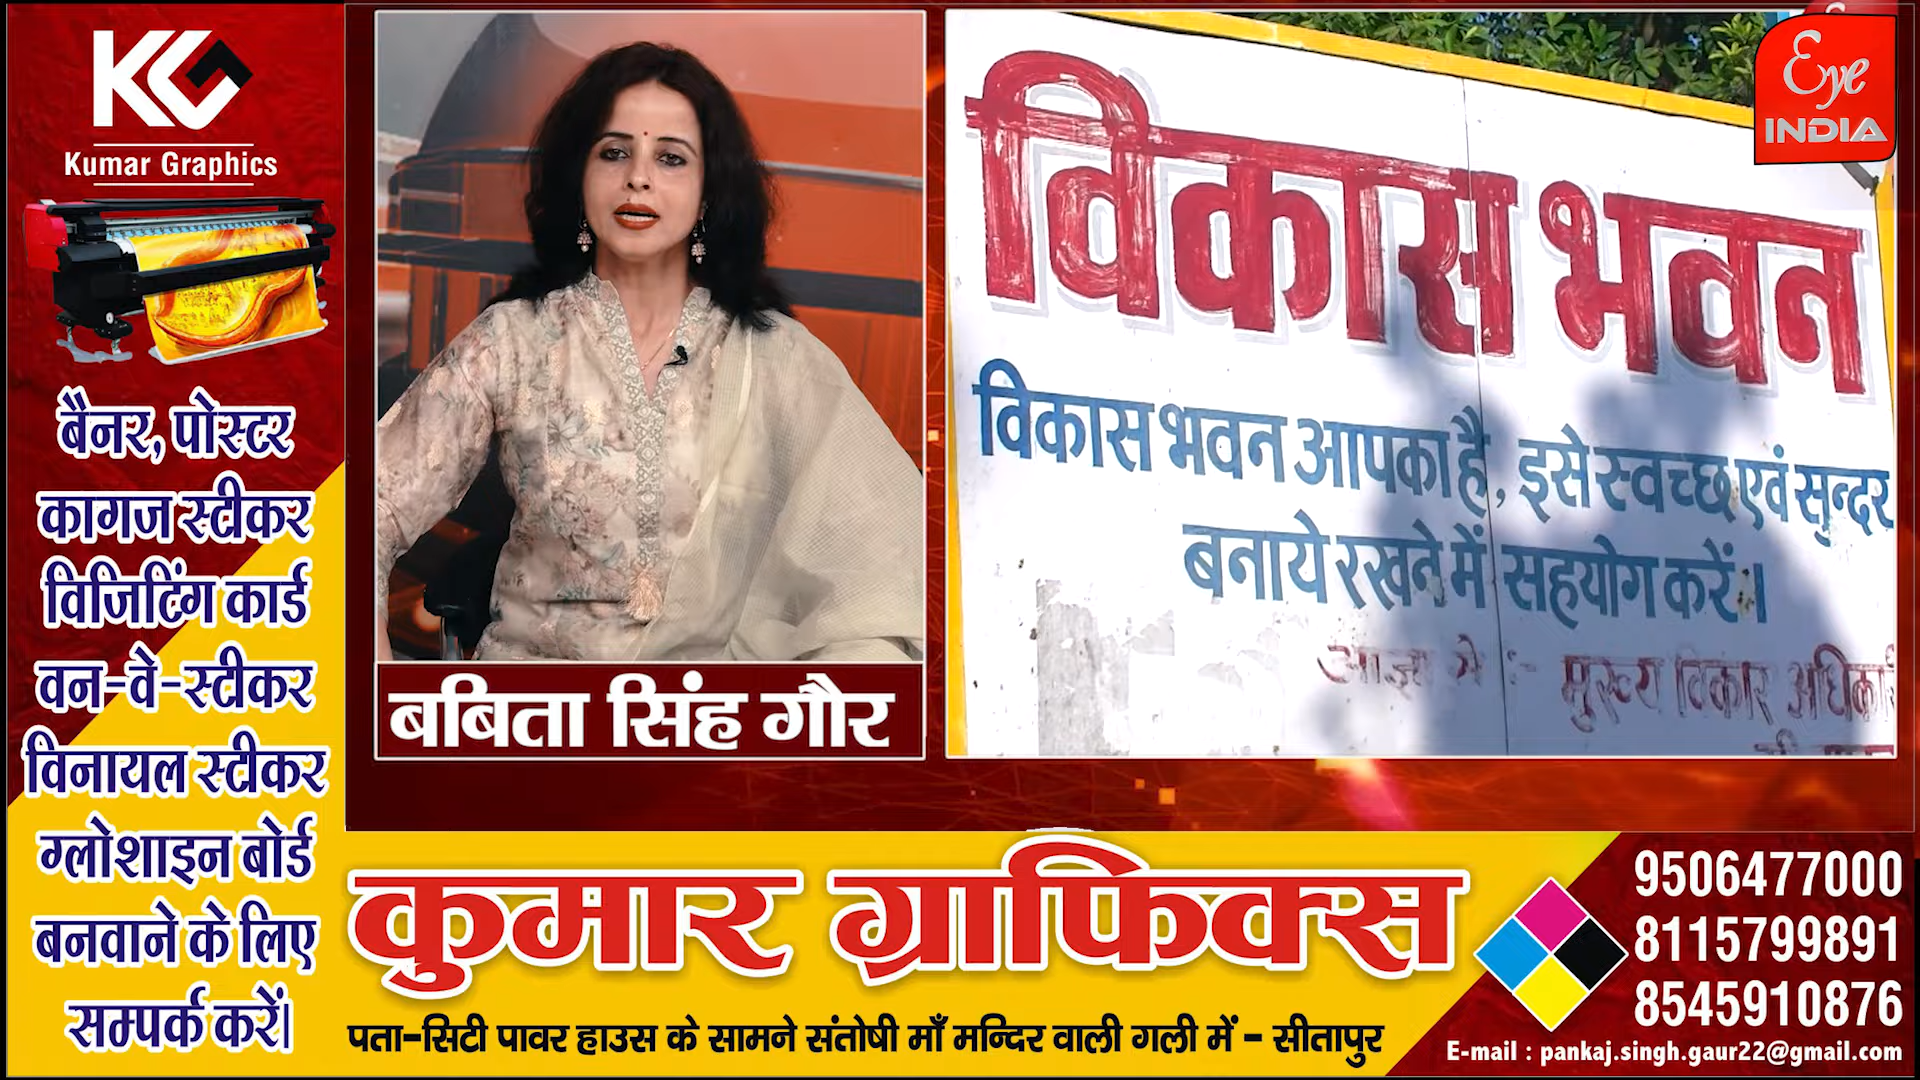 KG
Kumar Graphics
बैनर, पोस्टर
कागज स्टीकर
विजिटिंग कार्ड
वन-वे-स्टीकर
विनायल स्टीकर
ग्लोशाइन बोर्ड
बनवाने के लिए
सम्पर्क करें।
बबिता सिंह गौर
Eye
INDIA
विकास भवन
विकास भवन आपका है, इसे स्वच्छ एवं सुन्दर
बनाये रखने में सहयोग करें।
आज्ञा से :- मुख्य विकास अधिकारी
कुमार ग्राफिक्स
पता-सिटी पावर हाउस के सामने संतोषी माँ मन्दिर वाली गली में - सीतापुर
9506477000
8115799891
8545910876
E-mail : pankaj.singh.gaur22@gmail.com